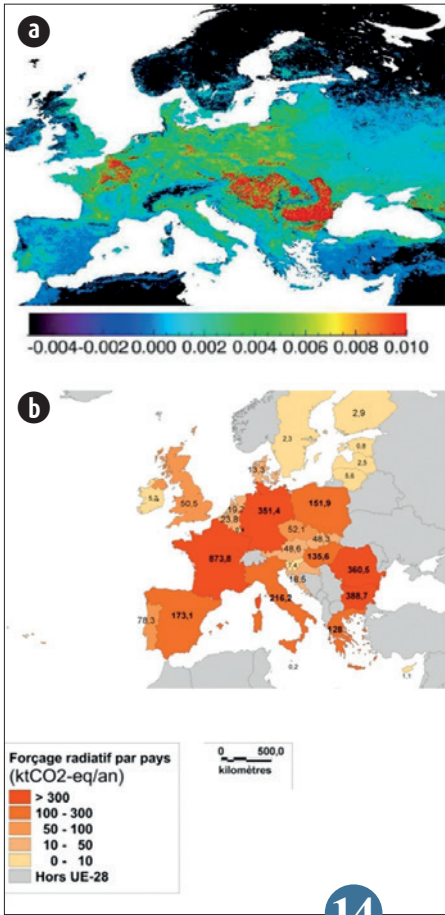 a
-0.004-0.002 0.000 0.002 0.004 0.006 0.008 0.010
b
2,9
2,3
0,8
2,5
5,6
13,3
5,2
50,5
19,2
23,8
351,4
151,9
52,1
48,3
873,8
48,6
135,6
360,5
7,4
18,5
388,7
216,2
173,1
78,3
128
0,2
1,1
Forçage radiatif par pays
(ktCO2-eq/an)
> 300
100 - 300
50 - 100
10 - 50
0 - 10
Hors UE-28
0 500,0
kilomètres
14